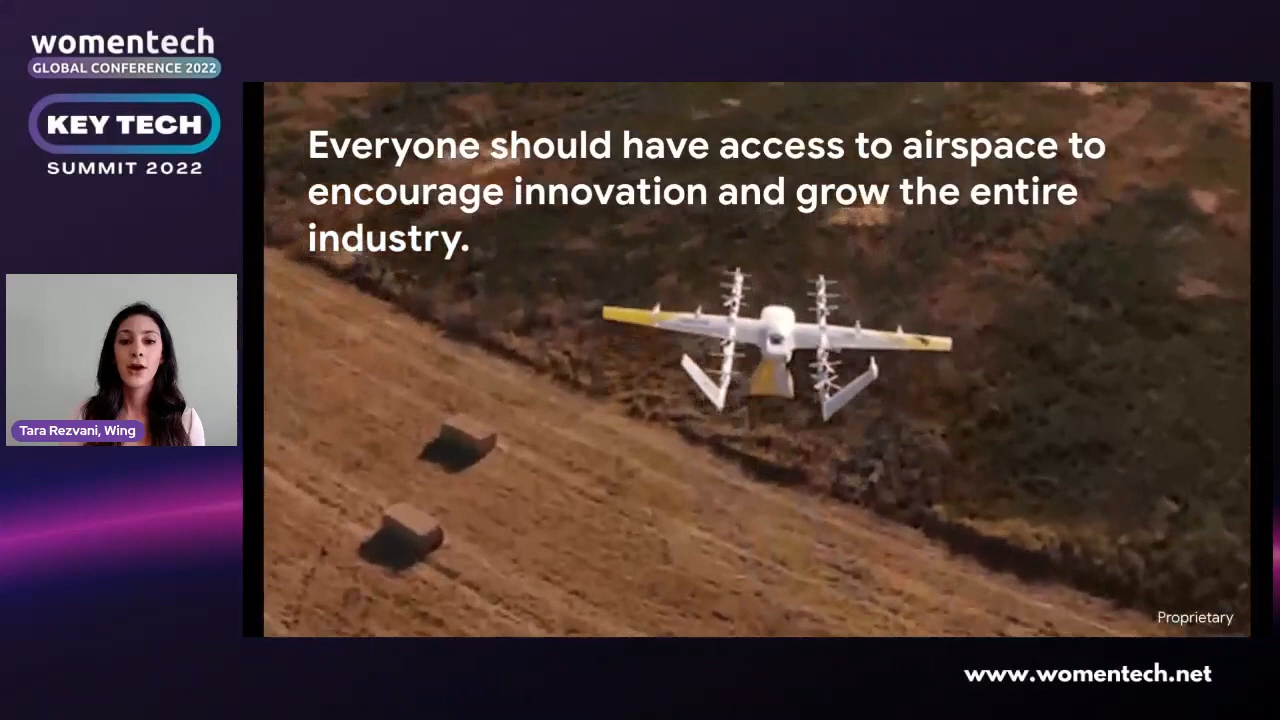 womentech
GLOBAL CONFERENCE 2022
KEY TECH
SUMMIT 2022
Everyone should have access to airspace to
encourage innovation and grow the entire
industry.
Tara Rezvani, Wing
Proprietary
www.womentech.net